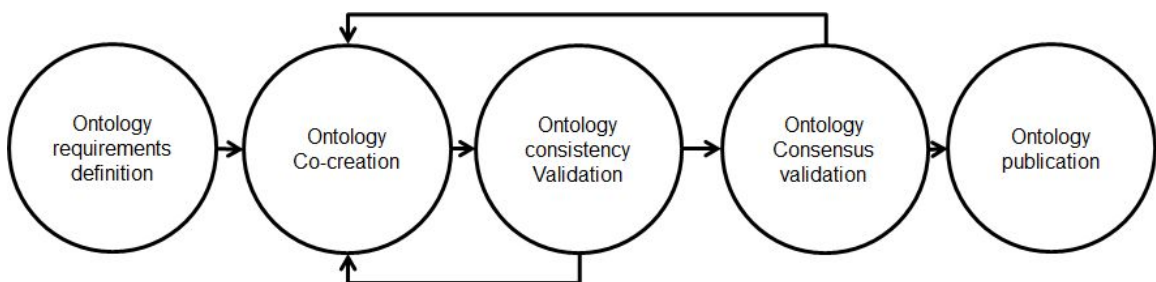 Ontology
requirements
definition
Ontology
Co-creation
Ontology
consistency
Validation
Ontology
Consensus
validation
Ontology
publication